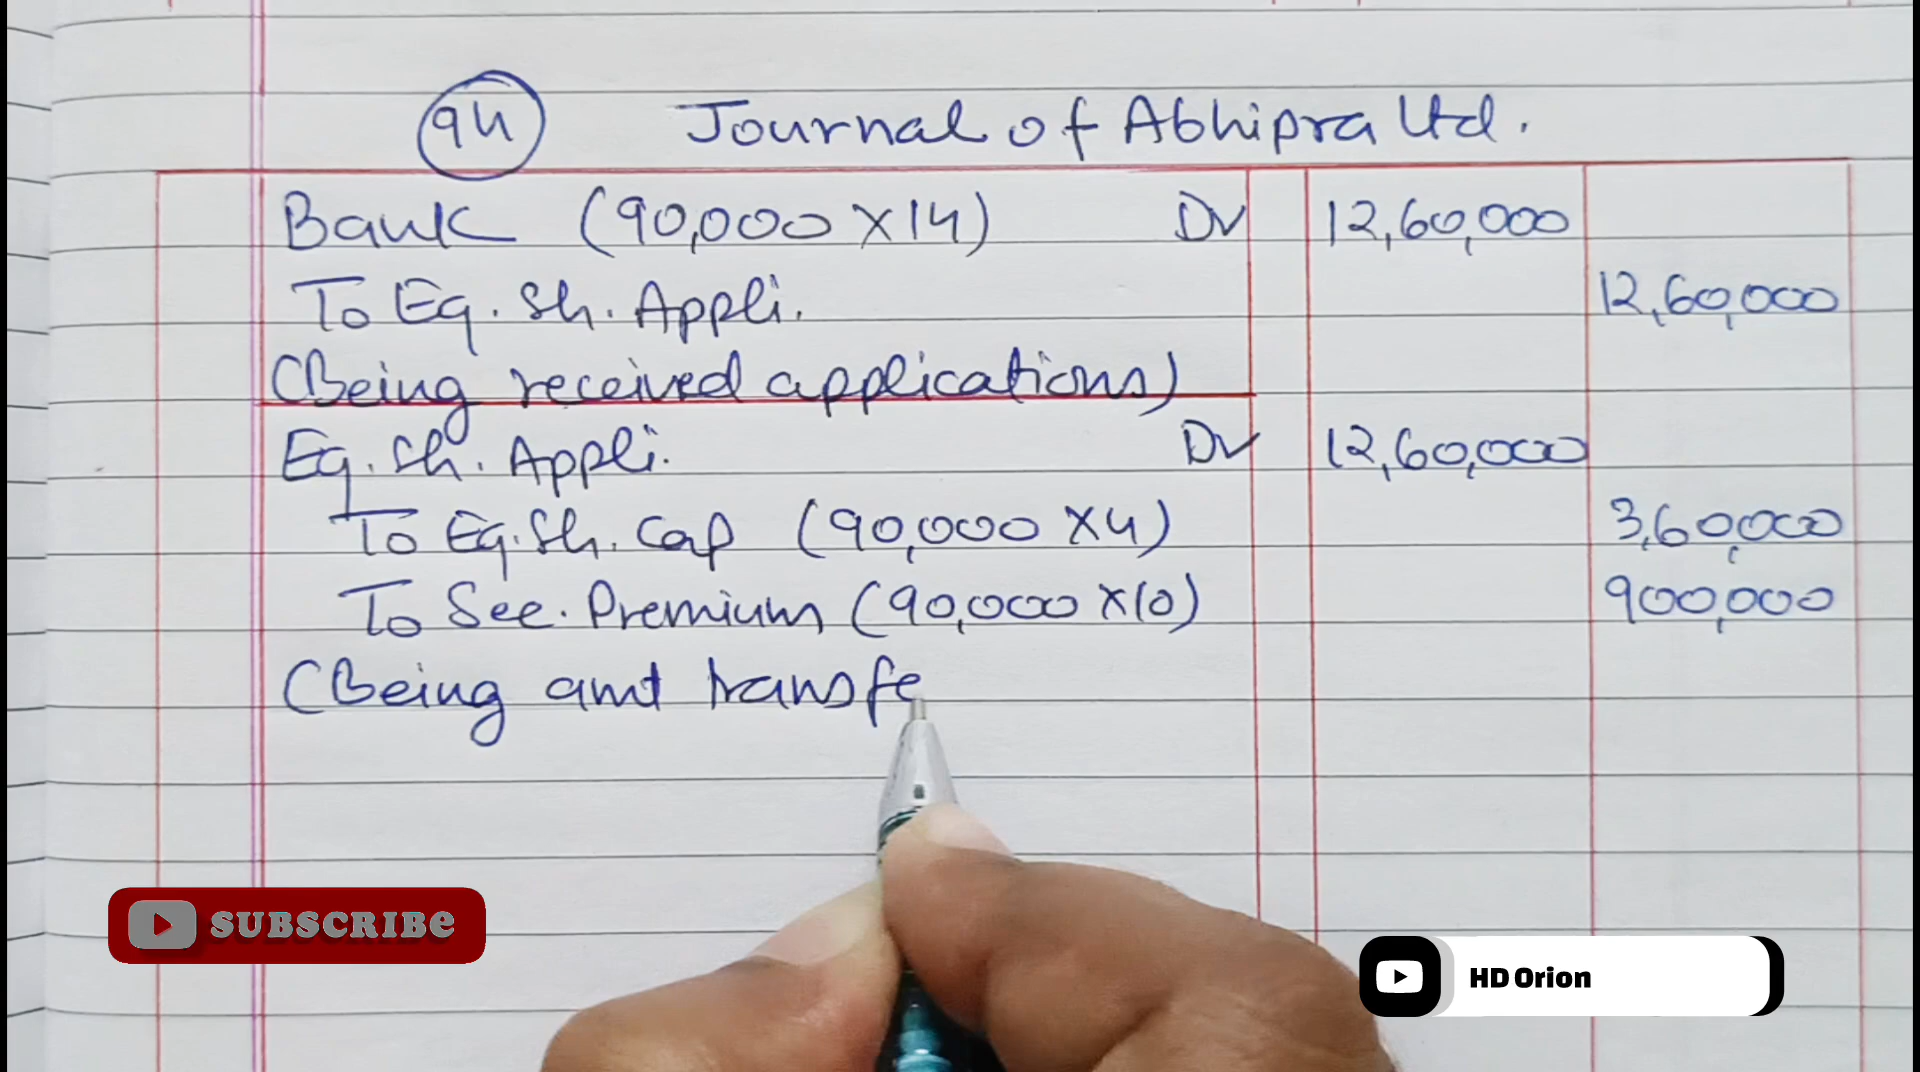 94 Journal of Abhipra Ltd.
Bank (90,000 X 14) Dr 12,60,000
To Eq. Sh. Appli. 12,60,000
(Being received applications)
Eq. Sh. Appli. Dr 12,60,000
To Eq. Sh. Cap (90,000 X 4) 3,60,000
To Sec. Premium (90,000 X 10) 900,000
(Being amt transfe
SUBSCRIBE
HD Orion